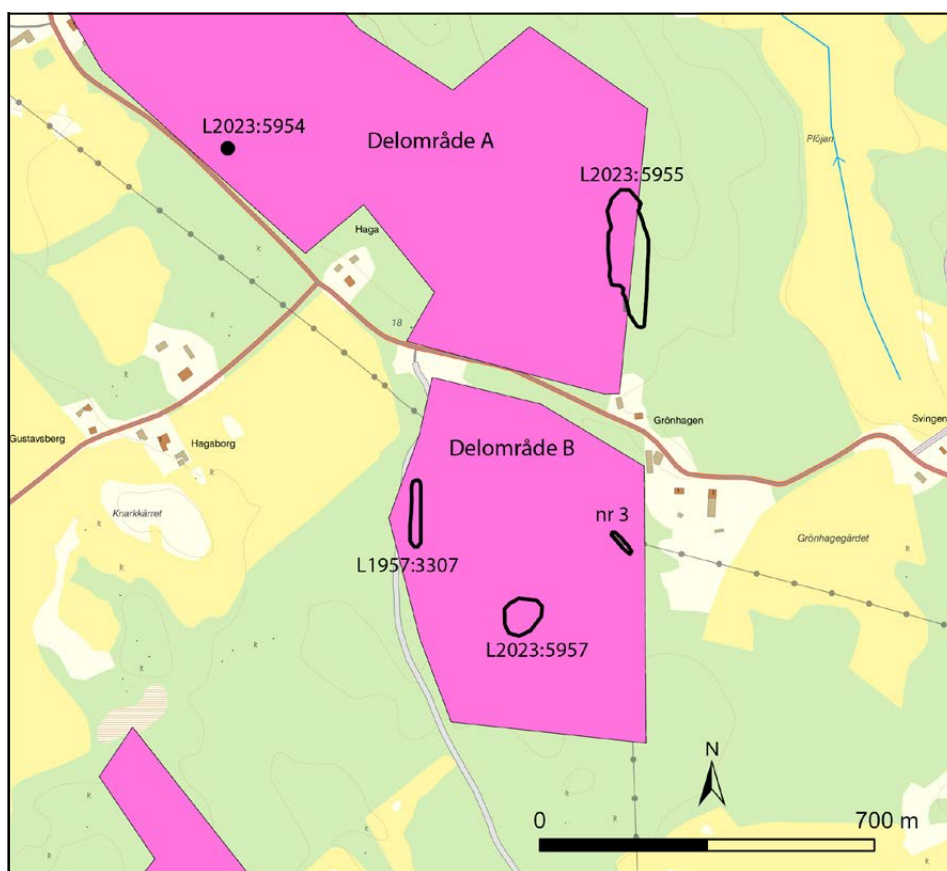 L2023:5954
Delområde A
Plöjan
L2023:5955
Haga
R
18
R
R
Grönhagen
Svingen
Gustavsberg
Hagaborg
Delområde B
R
R
Knarkkärret
nr 3
Grönhagegärdet
L1957:3307
R
L2023:5957
R
R
R
N
R
R
0
700 m